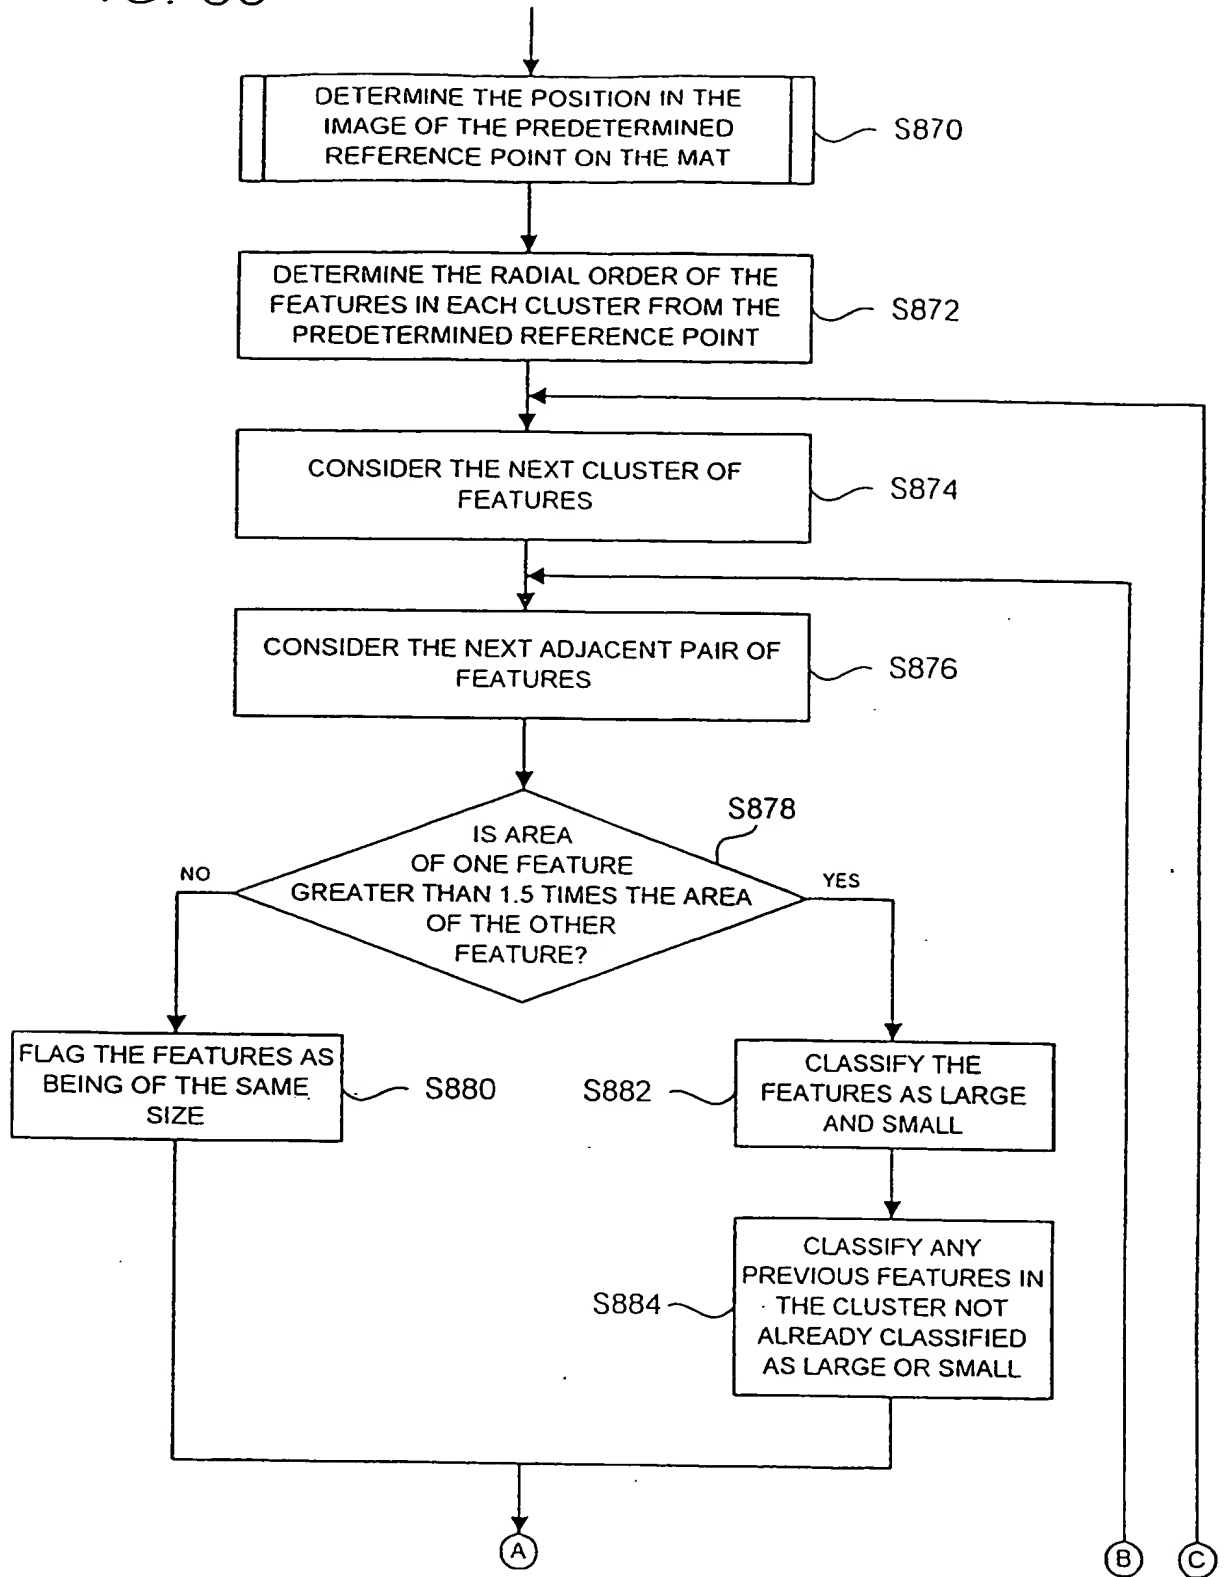 DETERMINE THE POSITION IN THE
IMAGE OF THE PREDETERMINED
REFERENCE POINT ON THE MAT
S870
DETERMINE THE RADIAL ORDER OF THE
FEATURES IN EACH CLUSTER FROM THE
PREDETERMINED REFERENCE POINT
S872
CONSIDER THE NEXT CLUSTER OF
FEATURES
S874
CONSIDER THE NEXT ADJACENT PAIR OF
FEATURES
S876
S878
IS AREA
OF ONE FEATURE
GREATER THAN 1.5 TIMES THE AREA
OF THE OTHER
FEATURE?
NO
YES
FLAG THE FEATURES AS
BEING OF THE SAME
SIZE
S880
S882
CLASSIFY THE
FEATURES AS LARGE
AND SMALL
S884
CLASSIFY ANY
PREVIOUS FEATURES IN
THE CLUSTER NOT
ALREADY CLASSIFIED
AS LARGE OR SMALL
A
B
C